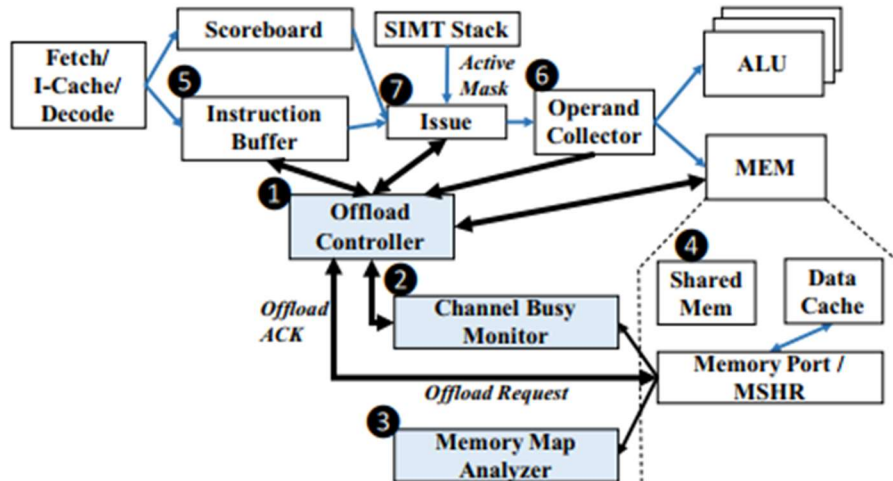 Scoreboard
SIMT Stack
Fetch/
I-Cache/
Decode
5
Instruction
Buffer
Active
Mask
7
Issue
6
Operand
Collector
ALU
MEM
1
Offload
Controller
Offload
ACK
2
Channel Busy
Monitor
4
Shared
Mem
Data
Cache
Memory Port /
MSHR
Offload Request
3
Memory Map
Analyzer